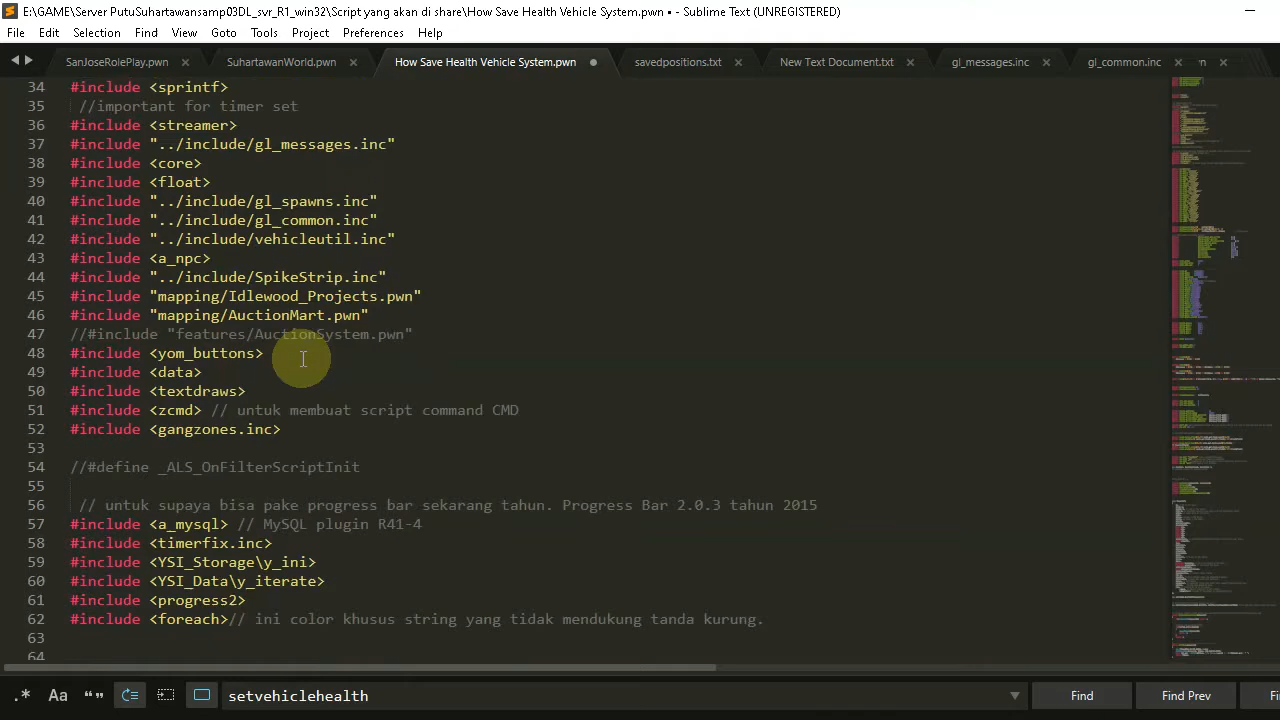 E:\GAME\Server PutuSuhartawansamp03DL_svr_R1_win32\Script yang akan di share\How Save Health Vehicle System.pwn • - Sublime Text (UNREGISTERED)
File Edit Selection Find View Goto Tools Project Preferences Help
SanJoseRolePlay.pwn SuhartawanWorld.pwn How Save Health Vehicle System.pwn savedpositions.txt New Text Document.txt gl_messages.inc gl_common.inc
34 #include <sprintf>
35 //important for timer set
36 #include <streamer>
37 #include "../include/gl_messages.inc"
38 #include <core>
39 #include <float>
40 #include "../include/gl_spawns.inc"
41 #include "../include/gl_common.inc"
42 #include "../include/vehicleutil.inc"
43 #include <a_npc>
44 #include "../include/SpikeStrip.inc"
45 #include "mapping/Idlewood_Projects.pwn"
46 #include "mapping/AuctionMart.pwn"
47 //#include "features/AuctionSystem.pwn"
48 #include <yom_buttons>
49 #include <data>
50 #include <textdraws>
51 #include <zcmd> // untuk membuat script command CMD
52 #include <gangzones.inc>
53
54 //#define _ALS_OnFilterScriptInit
55
56 // untuk supaya bisa pake progress bar sekarang tahun. Progress Bar 2.0.3 tahun 2015
57 #include <a_mysql> // MySQL plugin R41-4
58 #include <timerfix.inc>
59 #include <YSI_Storage\y_ini>
60 #include <YSI_Data\y_iterate>
61 #include <progress2>
62 #include <foreach>// ini color khusus string yang tidak mendukung tanda kurung.
63
64
.* Aa “” setvehiclehealth Find Find Prev